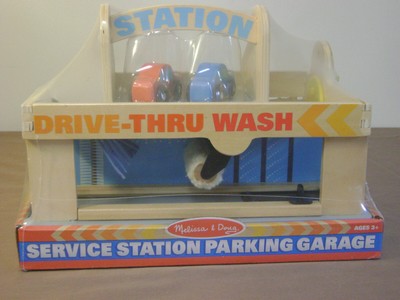 STATION
DRIVE-THRU WASH
Melissa & Doug
AGES 3+
SERVICE STATION PARKING GARAGE